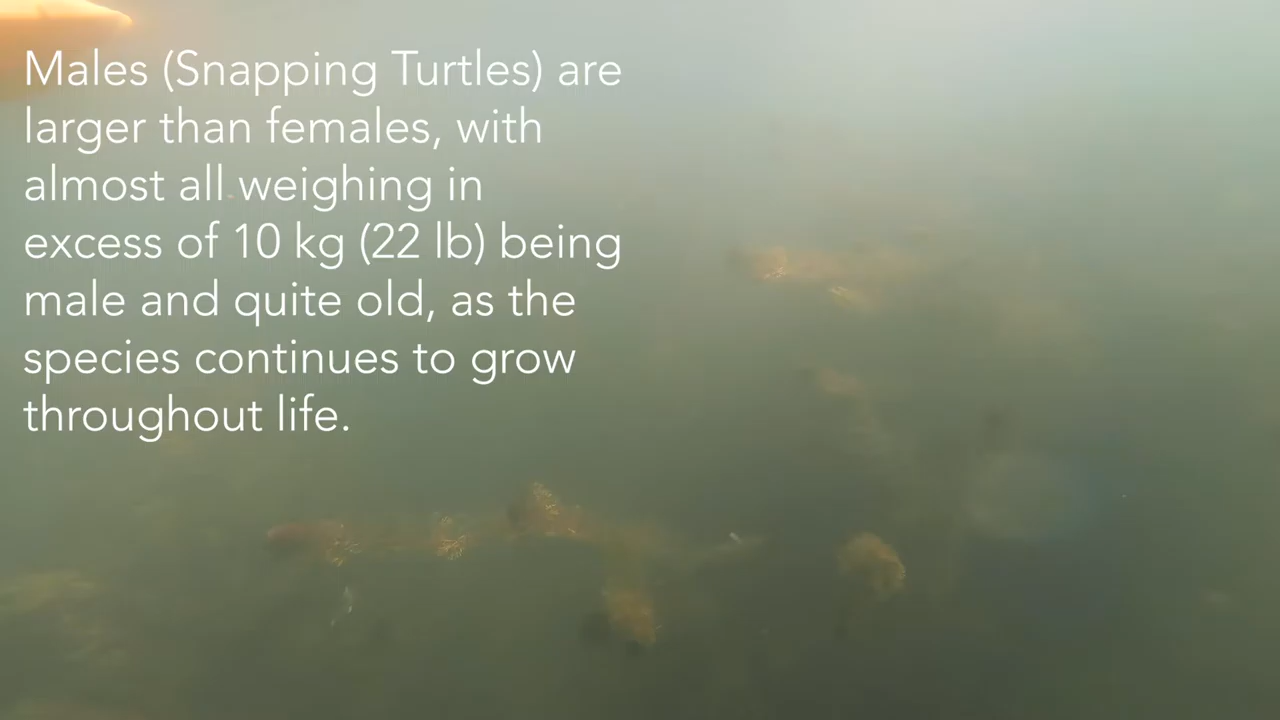 Males (Snapping Turtles) are
larger than females, with
almost all weighing in
excess of 10 kg (22 lb) being
male and quite old, as the
species continues to grow
throughout life.